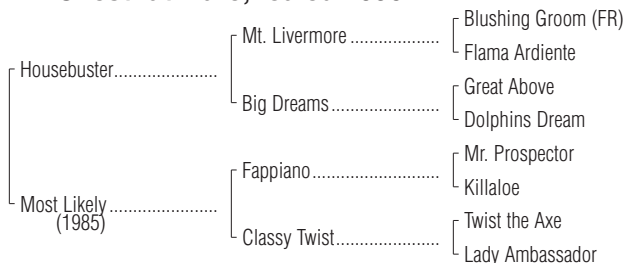 Blushing Groom (FR)
Mt. Livermore....................
Flama Ardiente
Housebuster.......................
Great Above
Big Dreams........................
Dolphins Dream
Mr. Prospector
Fappiano............................
Killaloe
Most Likely........................
(1985)
Twist the Axe
Classy Twist.......................
Lady Ambassador